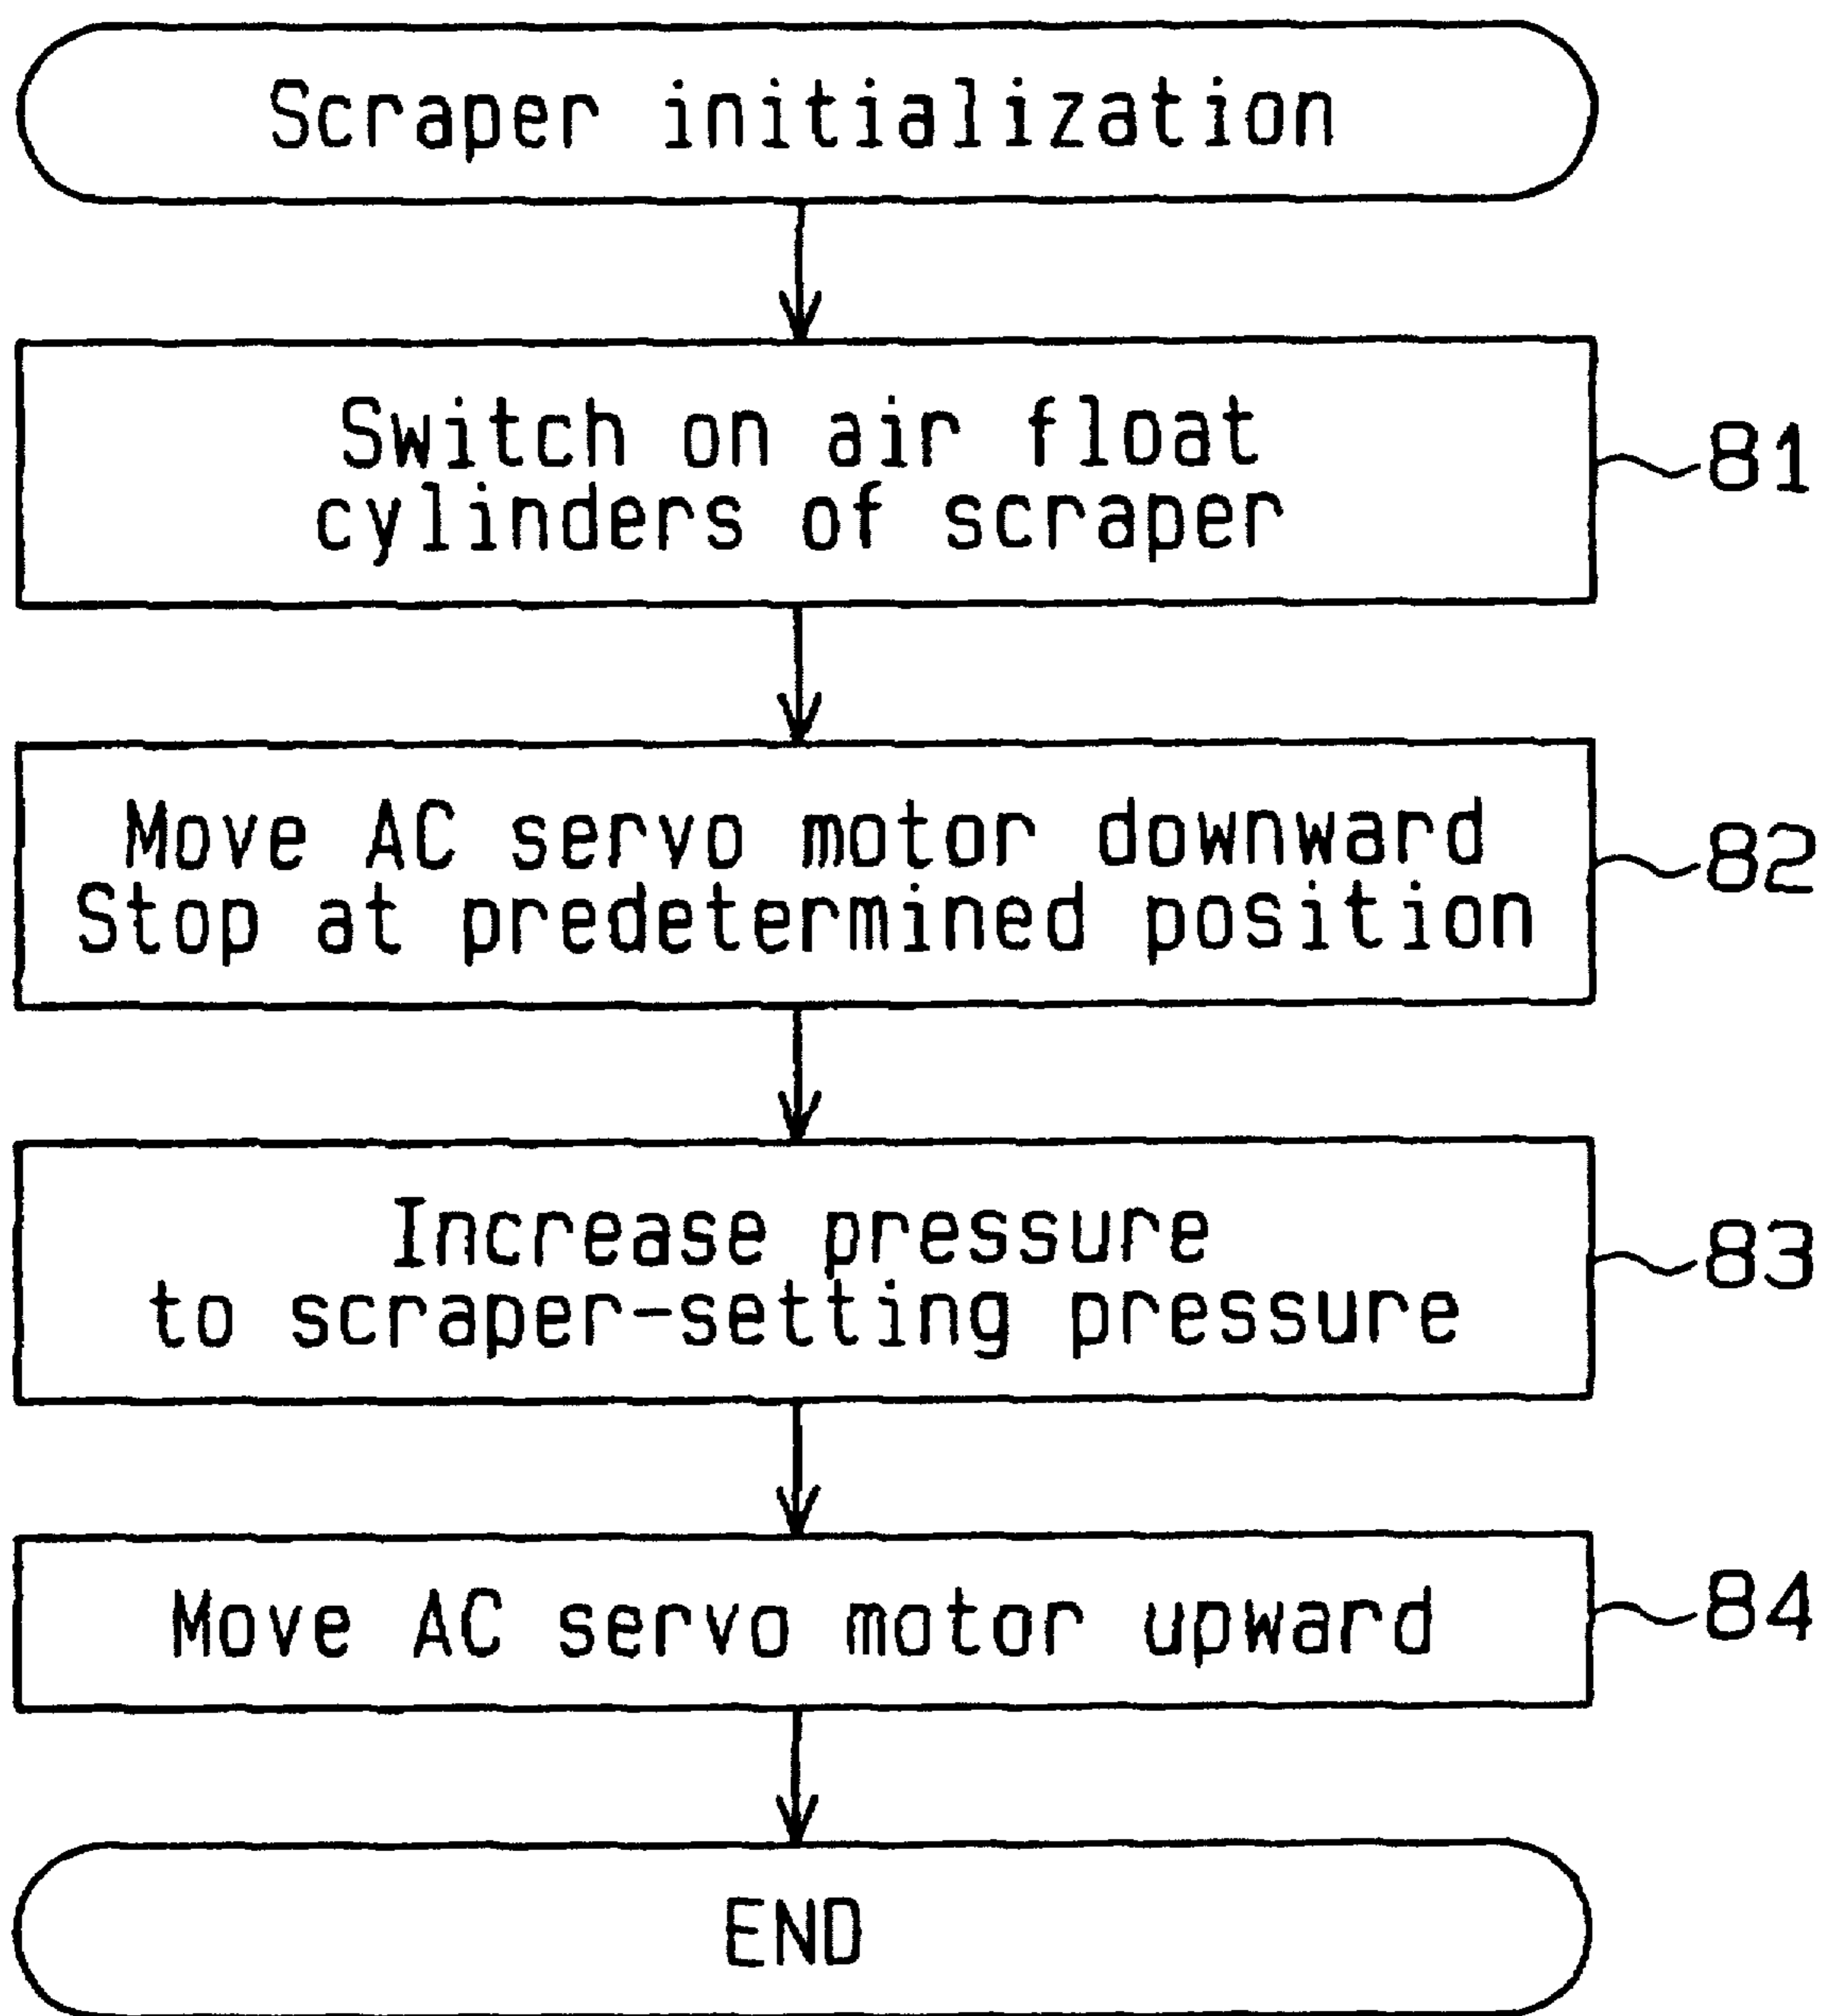 Scraper initialization
Switch on air float
cylinders of scraper
81
Move AC servo motor downward
Stop at predetermined position
82
Increase pressure
to scraper-setting pressure
83
Move AC servo motor upward
84
END